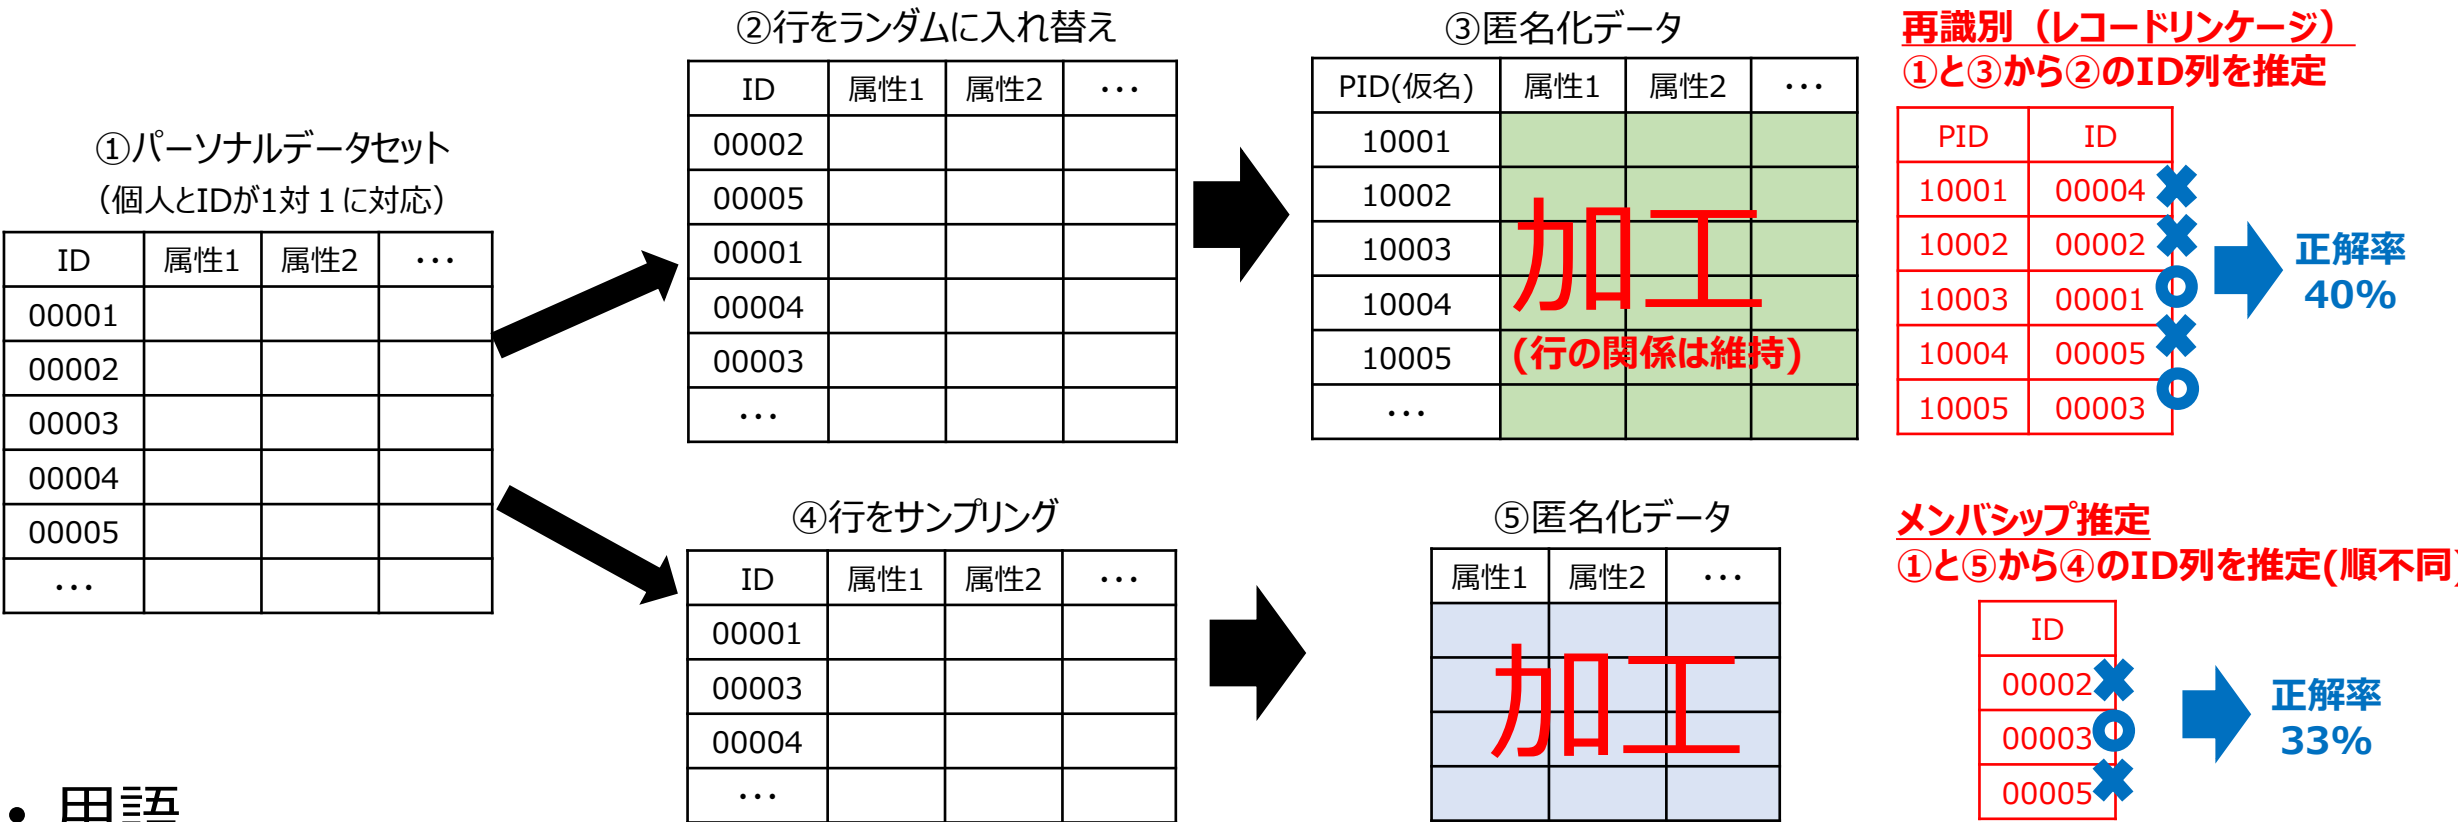 ①パーソナルデータセット
（個人とIDが1対１に対応）
ID 属性1 属性2 ・・・
00001
00002
00003
00004
00005
・・・
②行をランダムに入れ替え
ID 属性1 属性2 ・・・
00002
00005
00001
00004
00003
・・・
③匿名化データ
PID(仮名) 属性1 属性2 ・・・
10001
10002
10003
10004
10005
・・・
加工
(行の関係は維持)
再識別（レコードリンケージ）
①と③から②のID列を推定
PID ID
10001 00004
10002 00002
10003 00001
10004 00005
10005 00003
正解率
40%
④行をサンプリング
ID 属性1 属性2 ・・・
00001
00003
00004
・・・
⑤匿名化データ
属性1 属性2 ・・・
加工
メンバシップ推定
①と⑤から④のID列を推定(順不同)
ID
00002
00003
00005
正解率
33%
• 用語